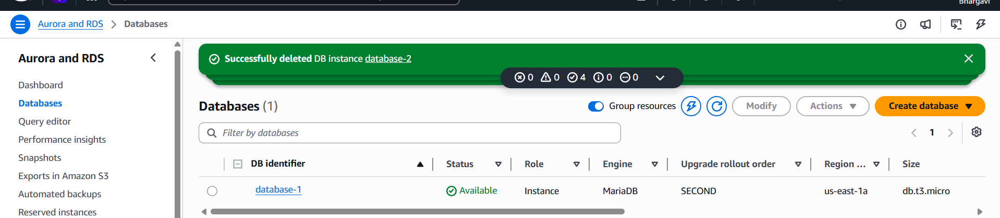 Bhargavi
Aurora and RDS > Databases
Aurora and RDS
Dashboard
Databases
Query editor
Performance insights
Snapshots
Exports in Amazon S3
Automated backups
Reserved instances
Successfully deleted DB instance database-2
0 0 4 0 0
Databases (1)
Group resources
Modify
Actions
Create database
Filter by databases
1
DB identifier Status Role Engine Upgrade rollout order Region ... Size
database-1 Available Instance MariaDB SECOND us-east-1a db.t3.micro